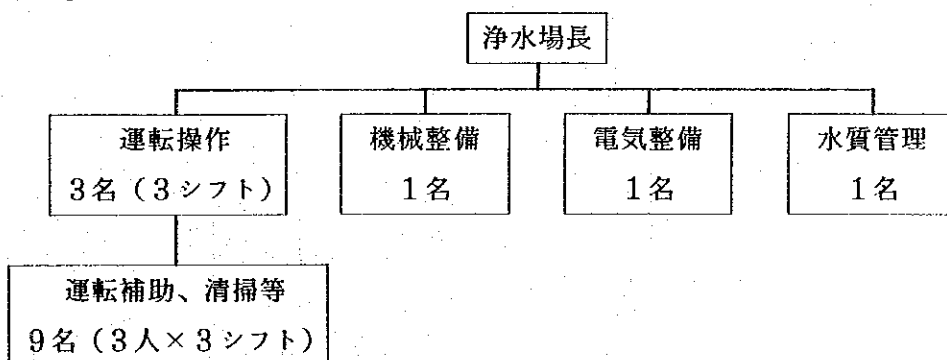 浄水場長
運転操作
3名(3シフト)
機械整備
1名
電気整備
1名
水質管理
1名
運転補助、清掃等
9名(3人×3シフト)